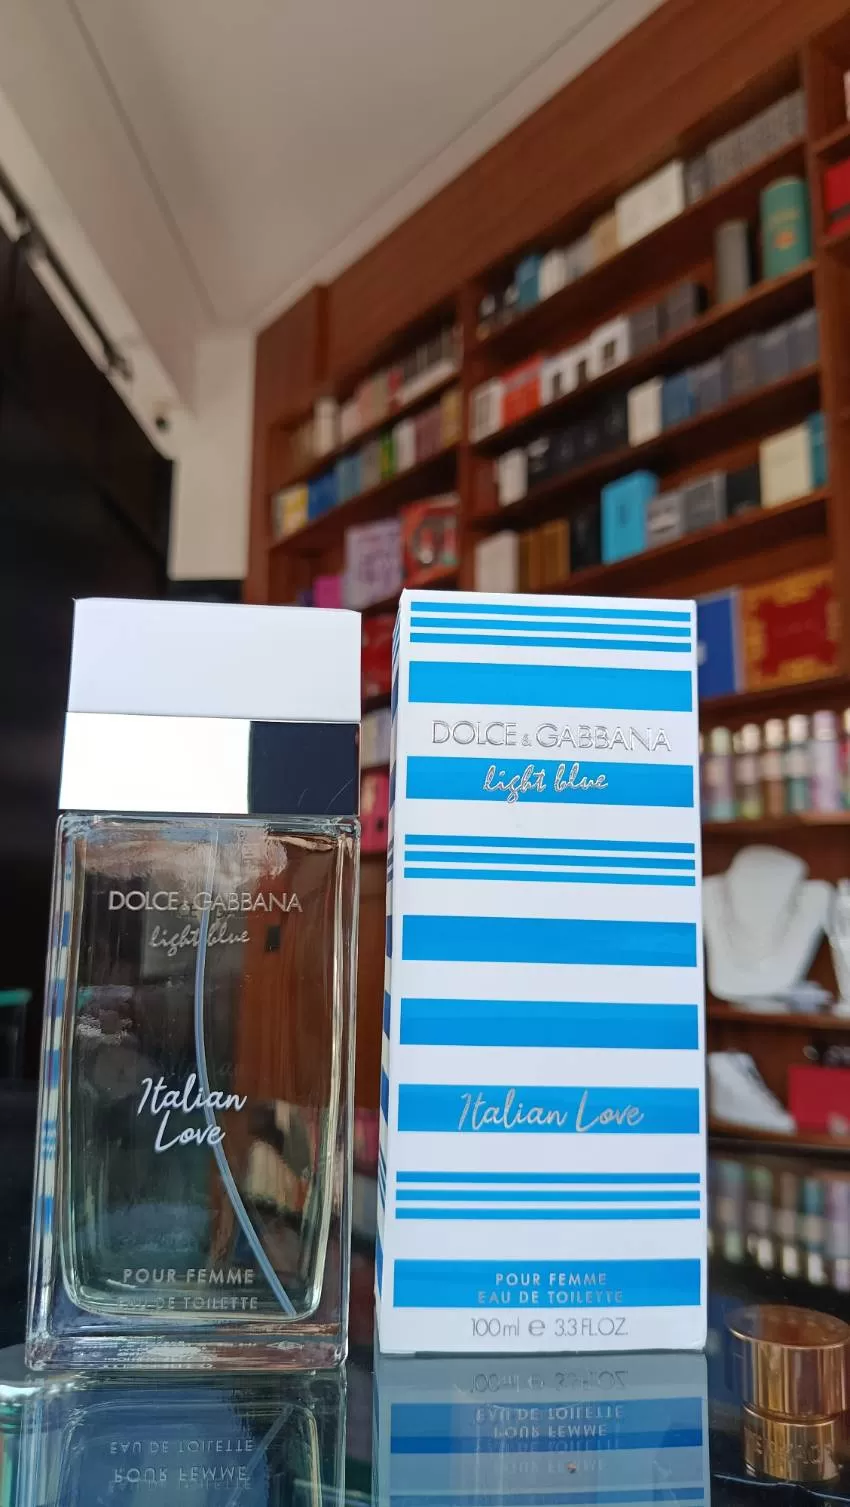 DOLCE & GABBANA
light blue
Italian
Love
POUR FEMME
EAU DE TOILETTE
DOLCE & GABBANA
light blue
Italian Love
POUR FEMME
EAU DE TOILETTE
100ml e 3.3 FL.OZ.